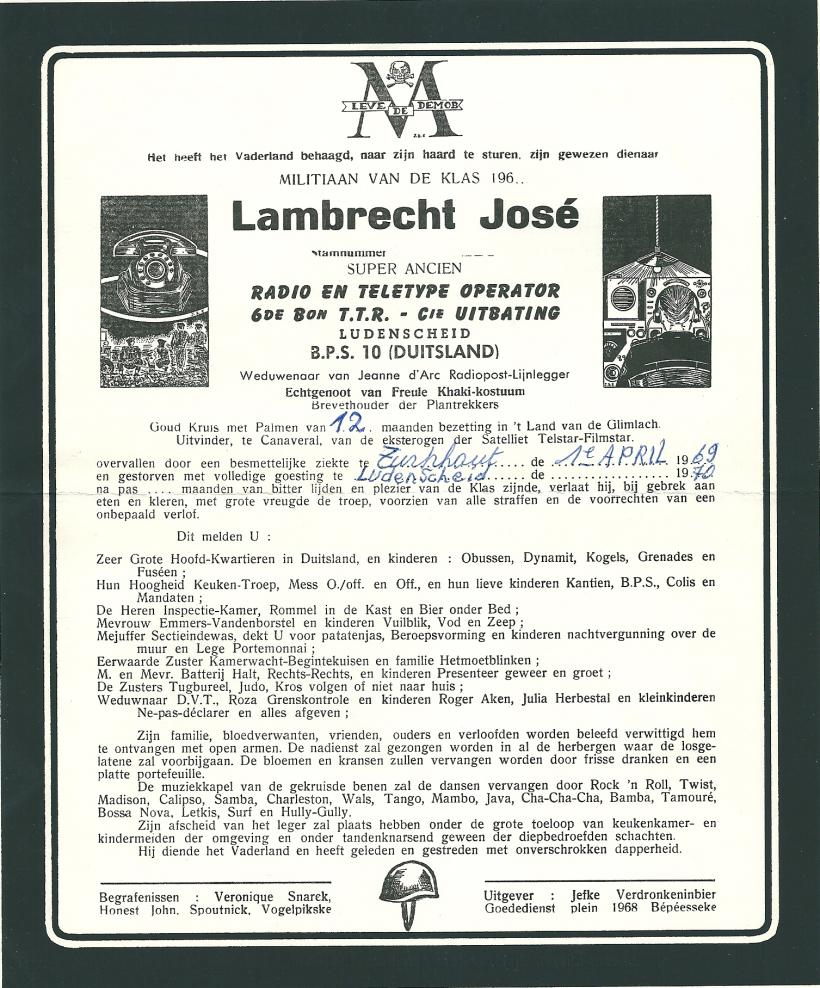 LEVE DE DEMOB
Het heeft het Vaderland behaagd, naar zijn haard te sturen, zijn gewezen dienaar
MILITIAAN VAN DE KLAS 196..
Lambrecht José
Stamnummer
SUPER ANCIEN
RADIO EN TELETYPE OPERATOR
6DE BON T.T.R. - CIE UITBATING
LUDENSCHEID
B.P.S. 10 (DUITSLAND)
Weduwenaar van Jeanne d'Arc Radiopost-Lijnlegger
Echtgenoot van Freule Khaki-kostuum
Brevethouder der Plantrekkers
Goud Kruis met Palmen van 12. maanden bezetting in 't Land van de Glimlach.
Uitvinder, te Canaveral, van de eksterogen der Satelliet Telstar-Filmstar.
overvallen door een besmettelijke ziekte te ..... de 1e APRIL 1969
en gestorven met volledige goesting te Ludenscheid...... de .................... 1970
na pas .... maanden van bitter lijden en plezier van de Klas zijnde, verlaat hij, bij gebrek aan
eten en kleren, met grote vreugde de troep, voorzien van alle straffen en de voorrechten van een
onbepaald verlof.
Dit melden U :
Zeer Grote Hoofd-Kwartieren in Duitsland, en kinderen : Obussen, Dynamit, Kogels, Grenades en
Fuséen ;
Hun Hoogheid Keuken-Troep, Mess O./off. en Off., en hun lieve kinderen Kantien, B.P.S., Colis en
Mandaten ;
De Heren Inspectie-Kamer, Rommel in de Kast en Bier onder Bed ;
Mevrouw Emmers-Vandenborstel en kinderen Vuilblik, Vod en Zeep ;
Mejuffer Sectieindewas, dekt U voor patatenjas, Beroepsvorming en kinderen nachtvergunning over de
muur en Lege Portemonnai ;
Eerwaarde Zuster Kamerwacht-Begintekuisen en familie Hetmoetblinken ;
M. en Mevr. Batterij Halt, Rechts-Rechts, en kinderen Presenteer geweer en groet ;
De Zusters Tugbureel, Judo, Kros volgen of niet naar huis ;
Weduwnaar D.V.T., Roza Grenskontrole en kinderen Roger Aken, Julia Herbestal en kleinkinderen
Ne-pas-déclarer en alles afgeven ;
Zijn familie, bloedverwanten, vrienden, ouders en verloofden worden beleefd verwittigd hem
te ontvangen met open armen. De nadienst zal gezongen worden in al de herbergen waar de losge-
latene zal voorbijgaan. De bloemen en kransen zullen vervangen worden door frisse dranken en een
platte portefeuille.
De muziekkapel van de gekruisde benen zal de dansen vervangen door Rock 'n Roll, Twist,
Madison, Calipso, Samba, Charleston, Wals, Tango, Mambo, Java, Cha-Cha-Cha, Bamba, Tamouré,
Bossa Nova, Letkis, Surf en Hully-Gully.
Zijn afscheid van het leger zal plaats hebben onder de grote toeloop van keukenkamer- en
kindermeiden der omgeving en onder tandenknarsend geween der diepbedroefden schachten.
Hij diende het Vaderland en heeft geleden en gestreden met onverschrokken dapperheid.
Begrafenissen : Veronique Snarek,
Honest John, Spoutnick, Vogelpikske
Uitgever : Jefke Verdronkeninbier
Goededienst plein 1968 Bépéesseke